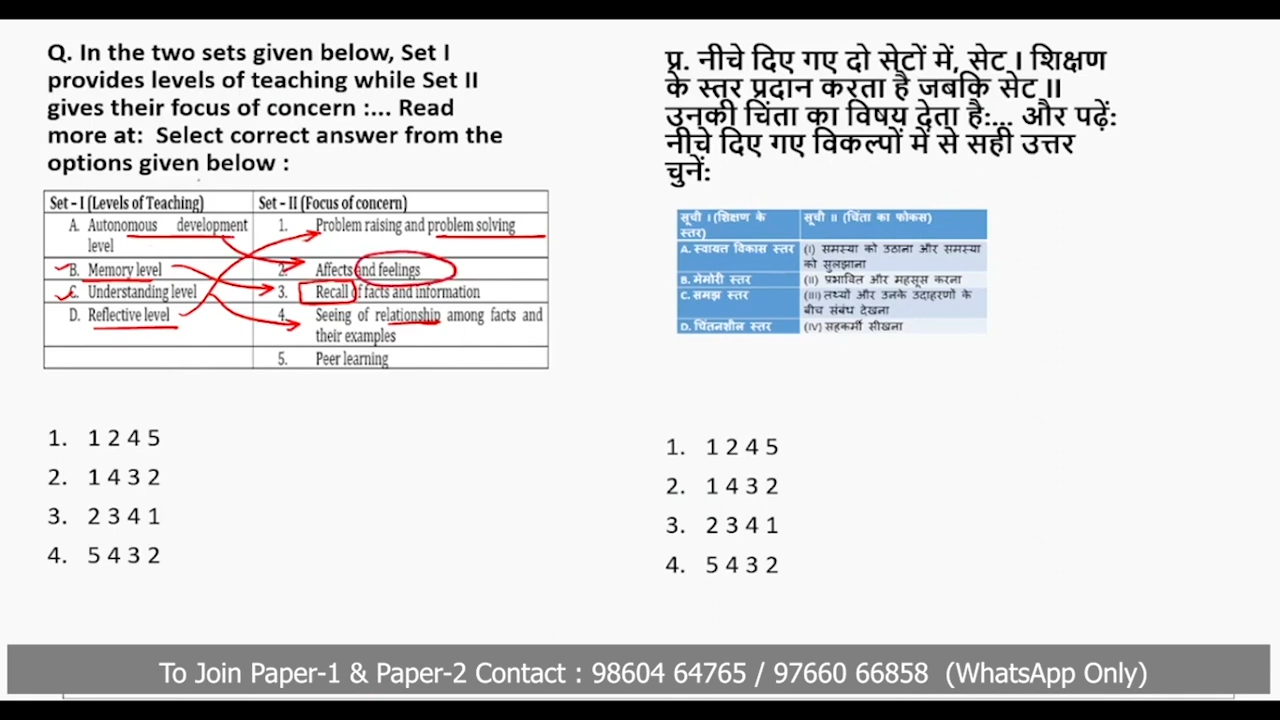 Q. In the two sets given below, Set I
provides levels of teaching while Set II
gives their focus of concern :... Read
more at: Select correct answer from the
options given below :
Set – I (Levels of Teaching) Set – II (Focus of concern)
A. Autonomous development level 1. Problem raising and problem solving
B. Memory level 2. Affects and feelings
C. Understanding level 3. Recall of facts and information
D. Reflective level 4. Seeing of relationship among facts and
their examples
5. Peer learning
1. 1 2 4 5
2. 1 4 3 2
3. 2 3 4 1
4. 5 4 3 2
प्र. नीचे दिए गए दो सेटों में, सेट I शिक्षण
के स्तर प्रदान करता है जबकि सेट II
उनकी चिंता का विषय देता है:... और पढ़ें:
नीचे दिए गए विकल्पों में से सही उत्तर
चुनें:
सूची I (शिक्षण के स्तर) सूची II (चिंता का फोकस)
A. स्वायत्त विकास स्तर (I) समस्या को उठाना और समस्या
को सुलझाना
B. मेमोरी स्तर (II) प्रभावित और महसूस करना
C. समझ स्तर (III) तथ्यों और उनके उदाहरणों के
बीच संबंध देखना
D. चिंतनशील स्तर (IV) सहकर्मी सीखना
1. 1 2 4 5
2. 1 4 3 2
3. 2 3 4 1
4. 5 4 3 2
To Join Paper-1 & Paper-2 Contact : 98604 64765 / 97660 66858 (WhatsApp Only)